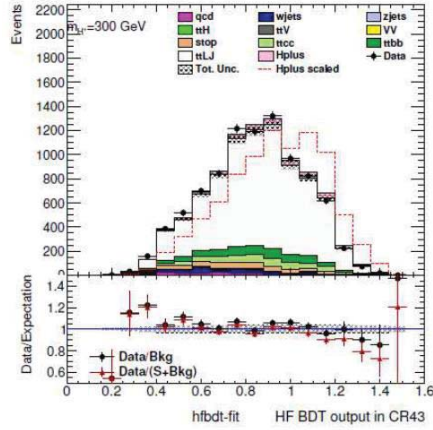 Events
m_H+=300 GeV
qcd wjets zjets
ttH ttV VV
stop ttcc ttbb
ttLJ Hplus Data
Tot. Unc. Hplus scaled
2200
2000
1800
1600
1400
1200
1000
800
600
400
200
0
Data/Expectation
1.4
1.2
1
0.8
0.6
Data/Bkg
Data/(S+Bkg)
0 0.2 0.4 0.6 0.8 1.0 1.2 1.4 1.6
hfbdt-fit HF BDT output in CR43